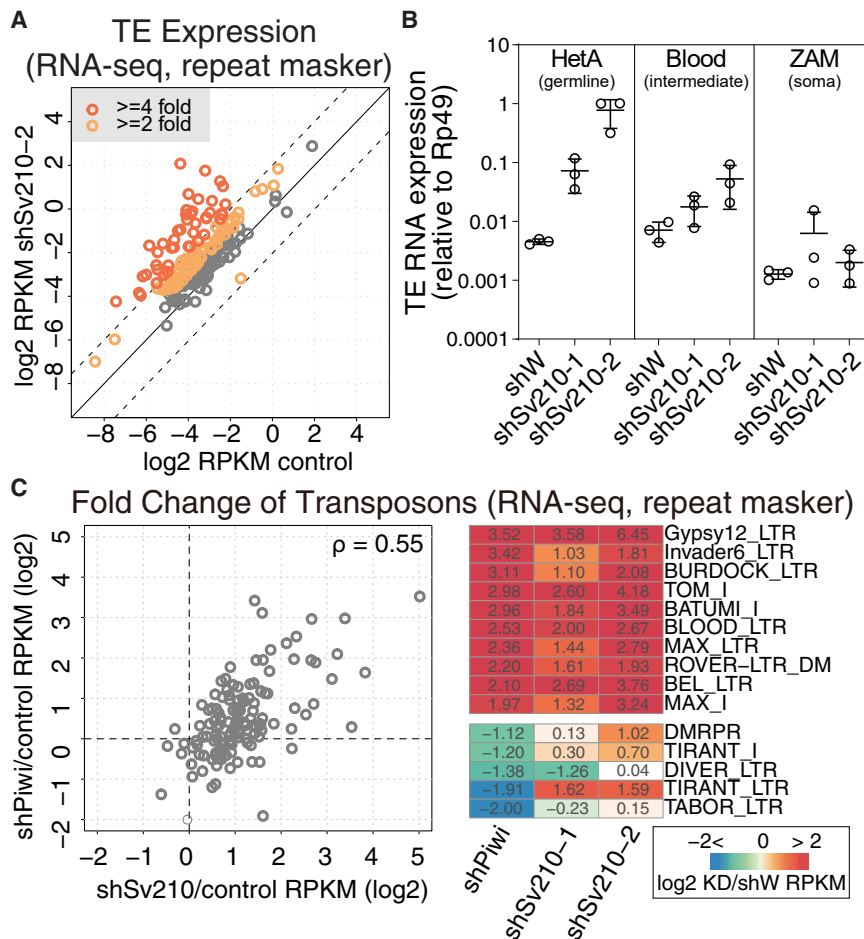 A
TE Expression
(RNA-seq, repeat masker)
>=4 fold
>=2 fold
log2 RPKM shSv210-2
4
2
0
−2
−4
−6
−8
−8 −6 −4 −2 0 2 4
log2 RPKM control
B
TE RNA expression
(relative to Rp49)
10
1
0.1
0.01
0.001
0.0001
HetA Blood ZAM
(germline) (intermediate) (soma)
shW shSv210-1 shSv210-2 shW shSv210-1 shSv210-2 shW shSv210-1 shSv210-2
C
Fold Change of Transposons (RNA-seq, repeat masker)
ρ = 0.55
shPiwi/control RPKM (log2)
5
4
3
2
1
0
−1
−2
−2 −1 0 1 2 3 4 5
shSv210/control RPKM (log2)
3.52 3.58 6.45 Gypsy12_LTR
3.42 1.03 1.81 Invader6_LTR
3.11 1.10 2.08 BURDOCK_LTR
2.98 2.60 4.18 TOM_I
2.96 1.84 3.49 BATUMI_I
2.53 2.00 2.67 BLOOD_LTR
2.36 1.44 2.79 MAX_LTR
2.20 1.61 1.93 ROVER−LTR_DM
2.10 2.69 3.76 BEL_LTR
1.97 1.32 3.24 MAX_I
−1.12 0.13 1.02 DMRPR
−1.20 0.30 0.70 TIRANT_I
−1.38 −1.26 0.04 DIVER_LTR
−1.91 1.62 1.59 TIRANT_LTR
−2.00 −0.23 0.15 TABOR_LTR
shPiwi shSv210−1 shSv210−2
−2< 0 > 2
log2 KD/shW RPKM